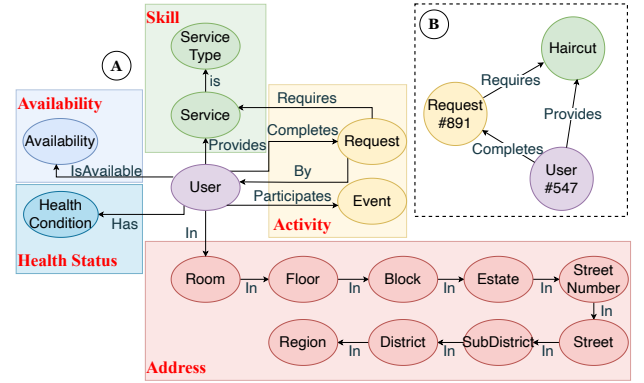 A
B
Skill
Service
Type
is
Service
Provides
Availability
Availability
IsAvailable
Health
Condition
Has
Health Status
User
Requires
Completes
Request
By
Participates
Event
Activity
In
Room
In
Floor
In
Block
In
Estate
In
Street
Number
In
Region
In
District
In
SubDistrict
In
Street
Address
Haircut
Requires
Request
#891
Provides
Completes
User
#547